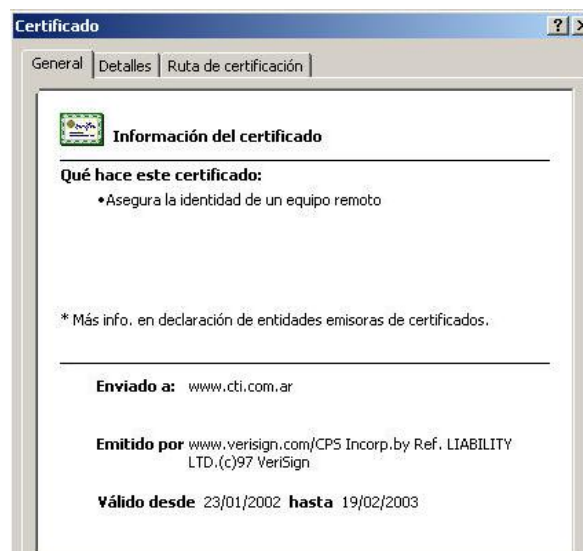 Certificado
General Detalles Ruta de certificación
Información del certificado
Qué hace este certificado:
•Asegura la identidad de un equipo remoto
* Más info. en declaración de entidades emisoras de certificados.
Enviado a: www.cti.com.ar
Emitido por www.verisign.com/CPS Incorp.by Ref. LIABILITY
LTD.(c)97 VeriSign
Válido desde 23/01/2002 hasta 19/02/2003